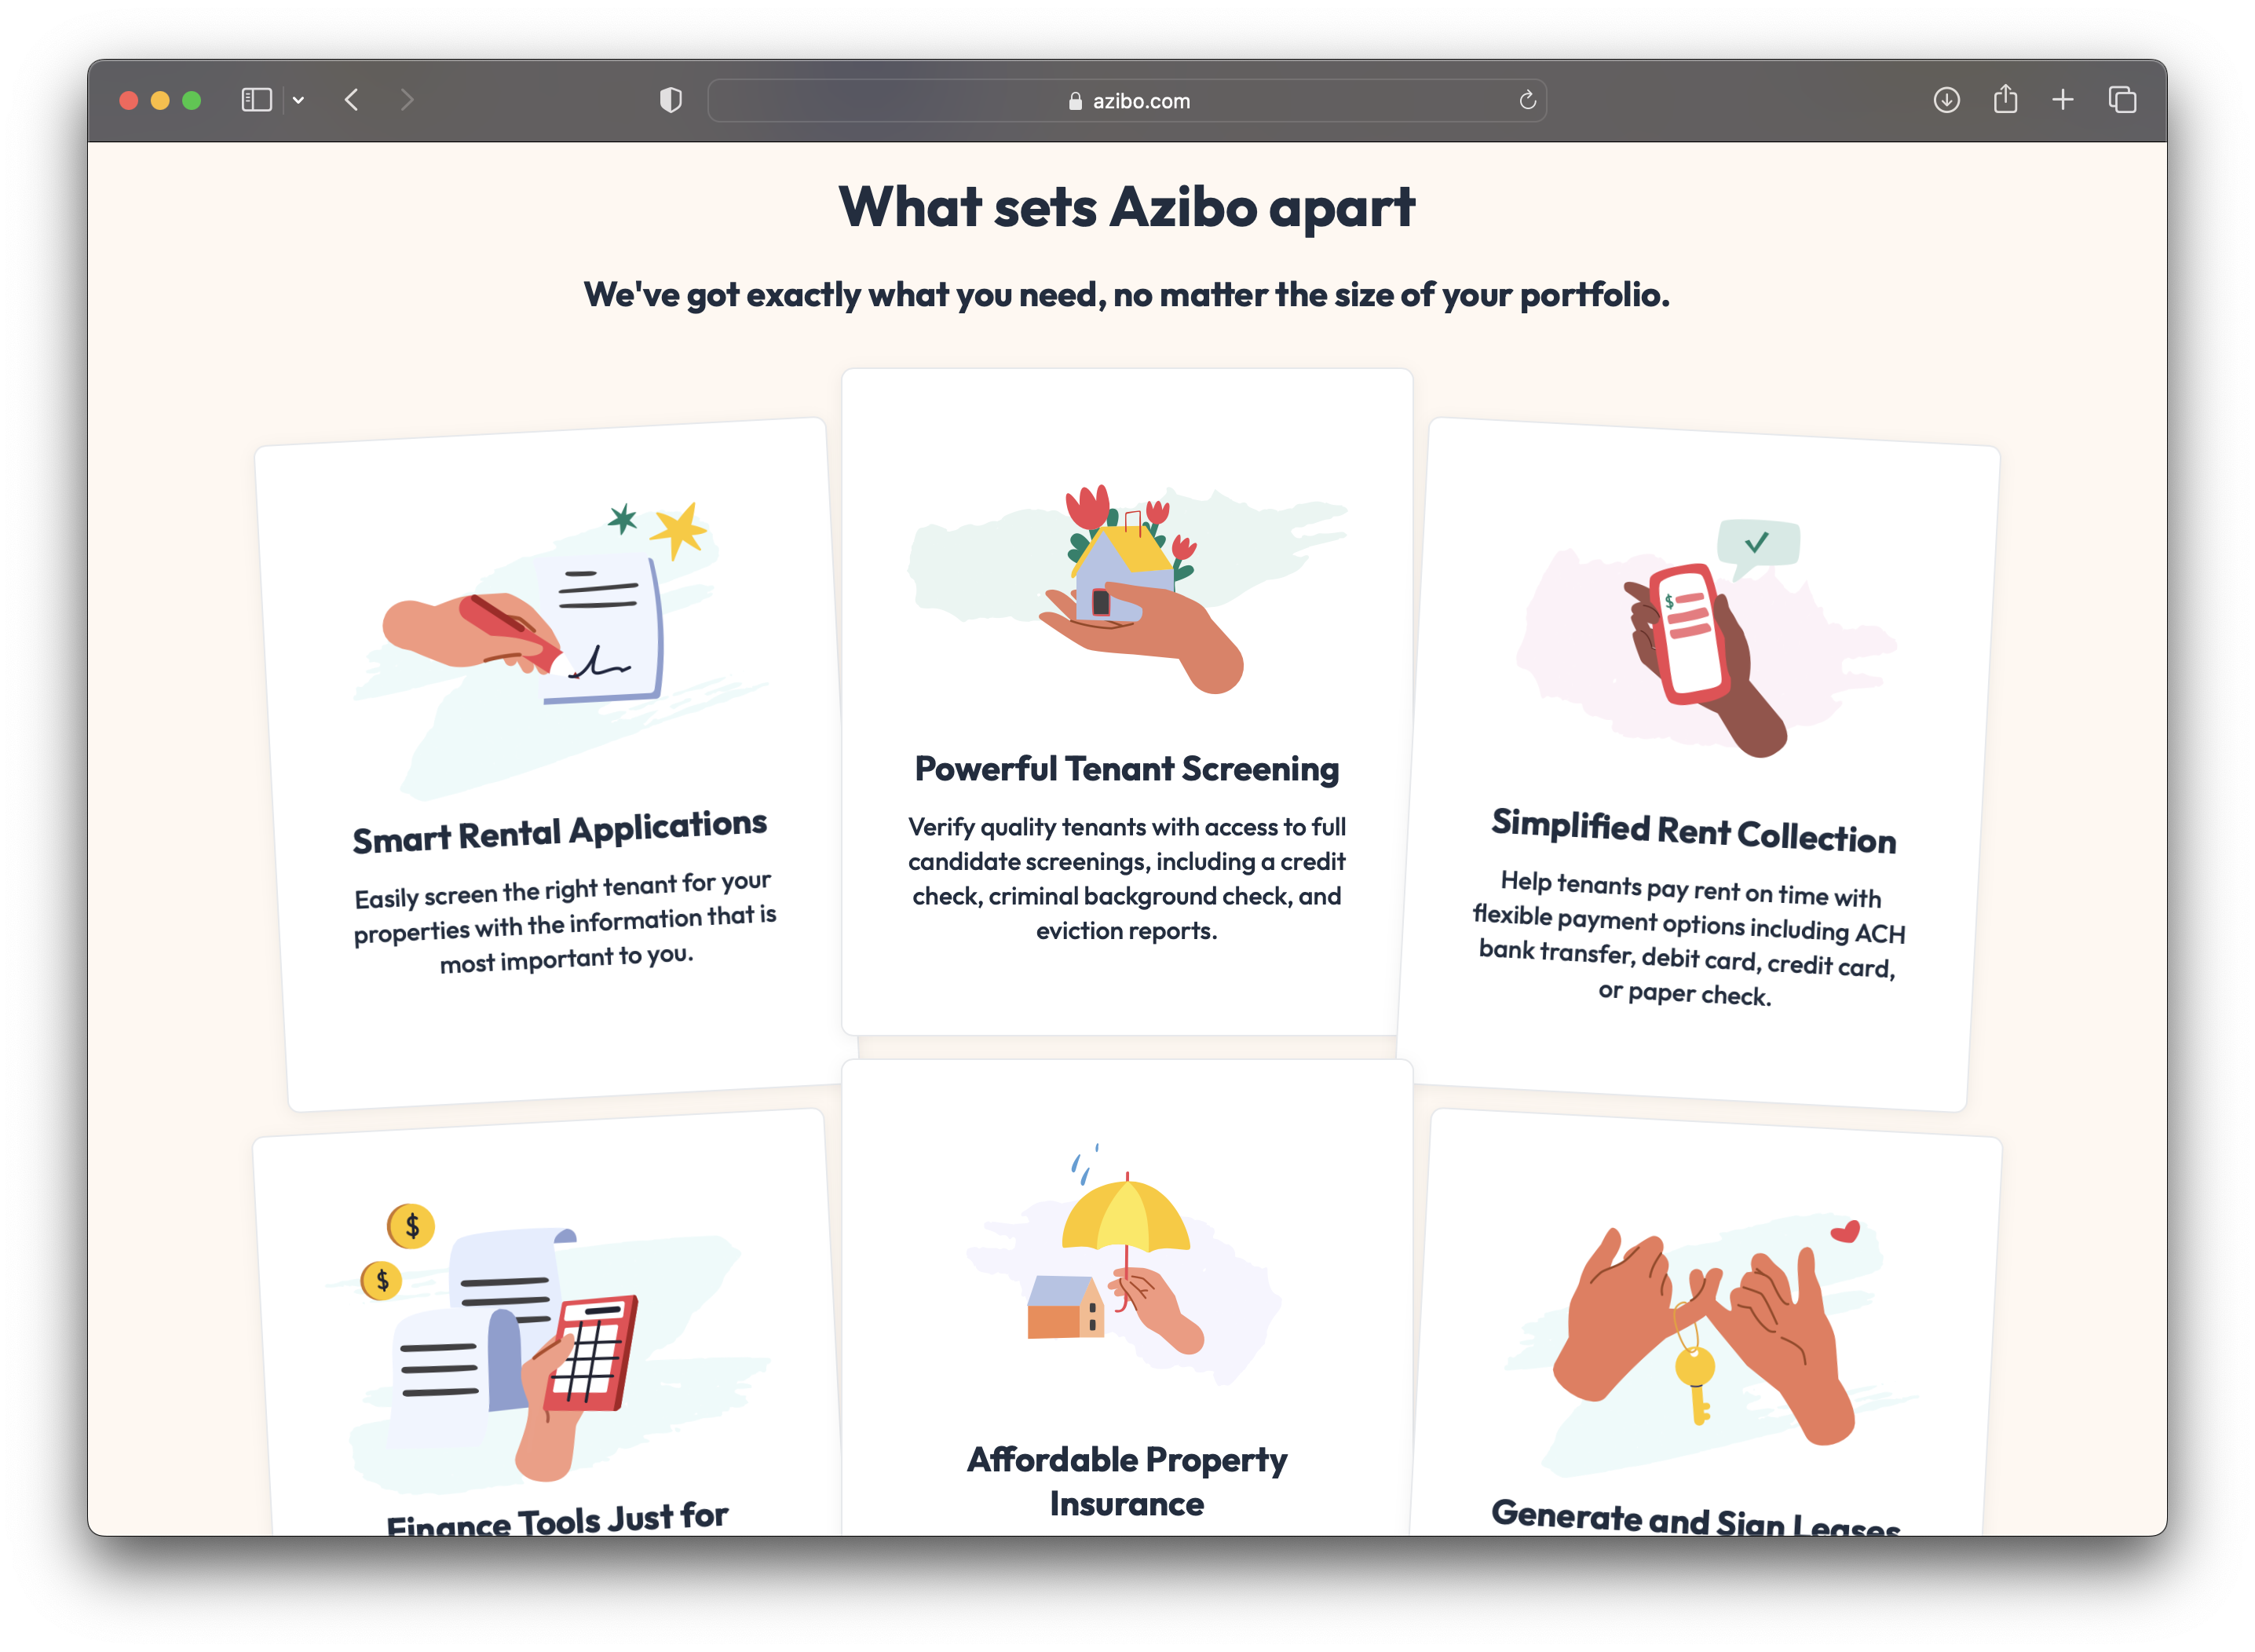 azibo.com
What sets Azibo apart
We've got exactly what you need, no matter the size of your portfolio.
Smart Rental Applications
Easily screen the right tenant for your
properties with the information that is
most important to you.
Powerful Tenant Screening
Verify quality tenants with access to full
candidate screenings, including a credit
check, criminal background check, and
eviction reports.
$
Simplified Rent Collection
Help tenants pay rent on time with
flexible payment options including ACH
bank transfer, debit card, credit card,
or paper check.
$
$
Finance Tools Just for
Affordable Property
Insurance
Generate and Sign Leases